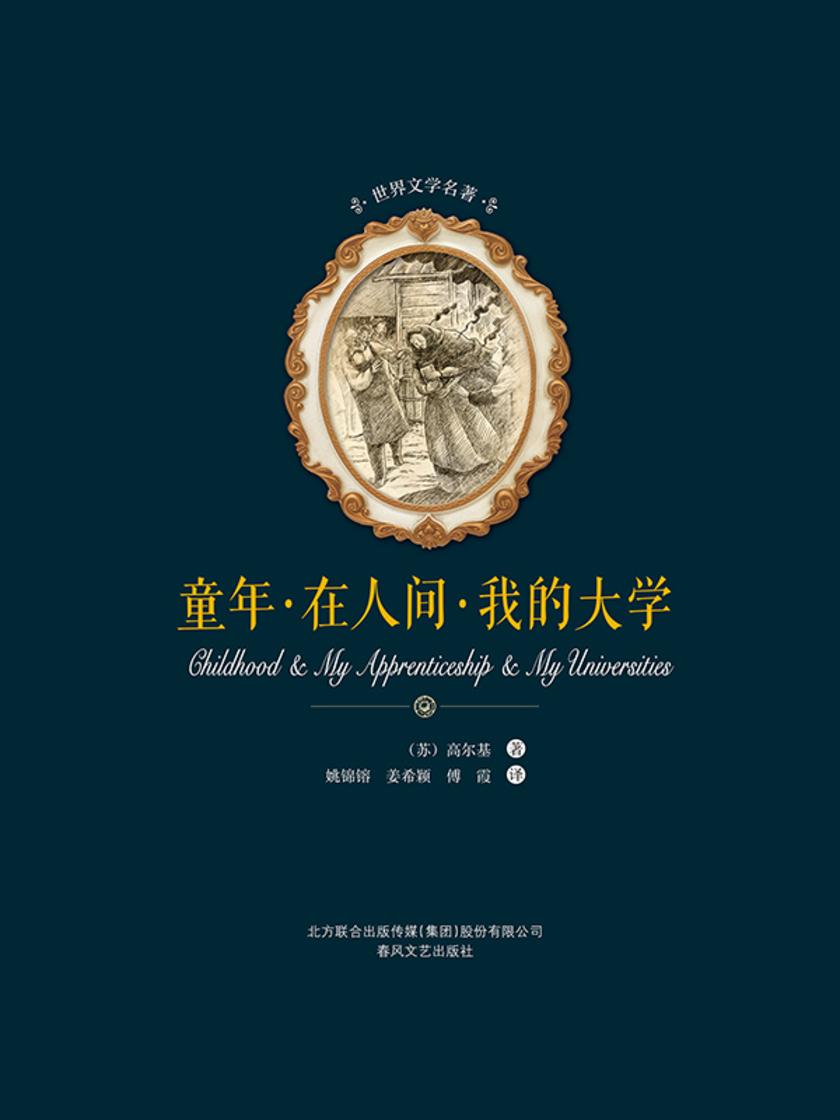 世界文学名著
童年·在人间·我的大学
Childhood & My Apprenticeship & My Universities
（苏）高尔基 著
姚锦镕 姜希颖 傅 霞 译
北方联合出版传媒(集团)股份有限公司
春风文艺出版社